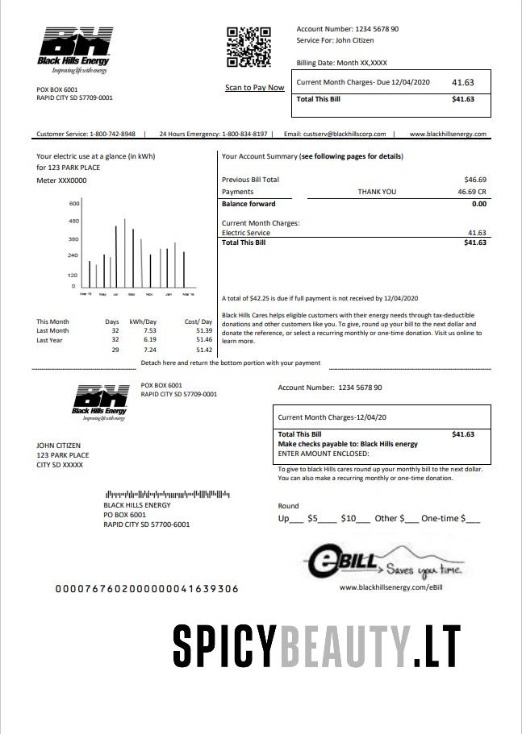 Black Hills Energy
Improving life with energy
POX BOX 6001
RAPID CITY SD 57709-0001
Scan to Pay Now
Account Number: 1234 5678 90
Service For: John Citizen
Billing Date: Month XX,XXXX
Current Month Charges- Due 12/04/2020 41.63
Total This Bill $41.63
Customer Service: 1-800-742-8948 | 24 Hours Emergency: 1-800-834-8197 | Email: custserv@blackhillscorp.com | www.blackhillsenergy.com
Your electric use at a glance (in kWh)
for 123 PARK PLACE
Meter XXX0000
600
480
360
240
120
0
Your Account Summary (see following pages for details)
Previous Bill Total $46.69
Payments THANK YOU 46.69 CR
Balance forward 0.00
Current Month Charges:
Electric Service 41.63
Total This Bill $41.63
A total of $42.25 is due if full payment is not received by 12/04/2020
Black Hills Cares helps eligible customers with their energy needs through tax-deductible
donations and other customers like you. To give, round up your bill to the next dollar and
donate the reference, or select a recurring monthly or one-time donation. Visit us online to
learn more.
This Month Days kWh/Day Cost/ Day
Last Month 32 7.53 $1.39
Last Year 32 6.19 $1.46
29 7.24 $1.42
Detach here and return the bottom portion with your payment
Black Hills Energy
Improving life with energy
POX BOX 6001
RAPID CITY SD 57709-0001
Account Number: 1234 5678 90
Current Month Charges-12/04/20
Total This Bill $41.63
Make checks payable to: Black Hills energy
ENTER AMOUNT ENCLOSED:
JOHN CITIZEN
123 PARK PLACE
CITY SD XXXXX
To give to black Hills cares round up your monthly bill to the next dollar.
You can also make a recurring monthly or one-time donation.
BLACK HILLS ENERGY
PO BOX 6001
RAPID CITY SD 57700-6001
Round
Up___ $5____ $10___ Other $___ One-time $___
eBILL Saves you time.
www.blackhillsenergy.com/eBill
0000767602000000041639306
SPICYBEAUTY.LT